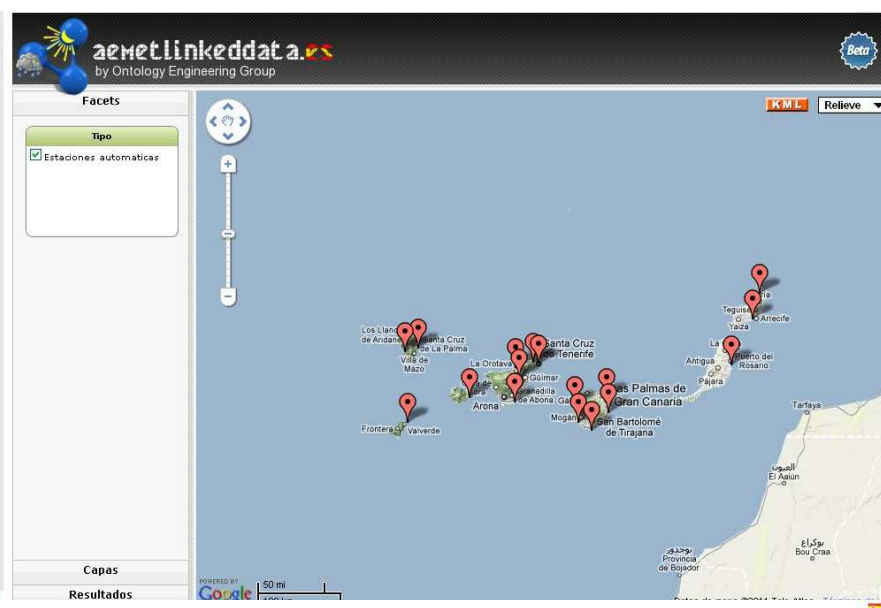 aemetlinkeddata.es
by Ontology Engineering Group
Beta
Facets
Tipo
Estaciones automaticas
KML
Relieve
Teguise
Arrecife
Yaiza
Los Llanos
de Aridane
Santa Cruz
de La Palma
Villa de
Mazo
Santa Cruz
de Tenerife
La Orotava
Güimar
Granadilla
de Abona
Arona
Antigua
Puerto del
Rosario
Pájara
Las Palmas de
Gran Canaria
Mogán
San Bartolomé
de Tirajana
Frontera
Valverde
Tarfaya
العيون
El Aaiún
بوكراع
Bou Craa
بوجدور
Provincia
de Bojador
Capas
Resultados
POWERED BY
Google
50 mi
100 km